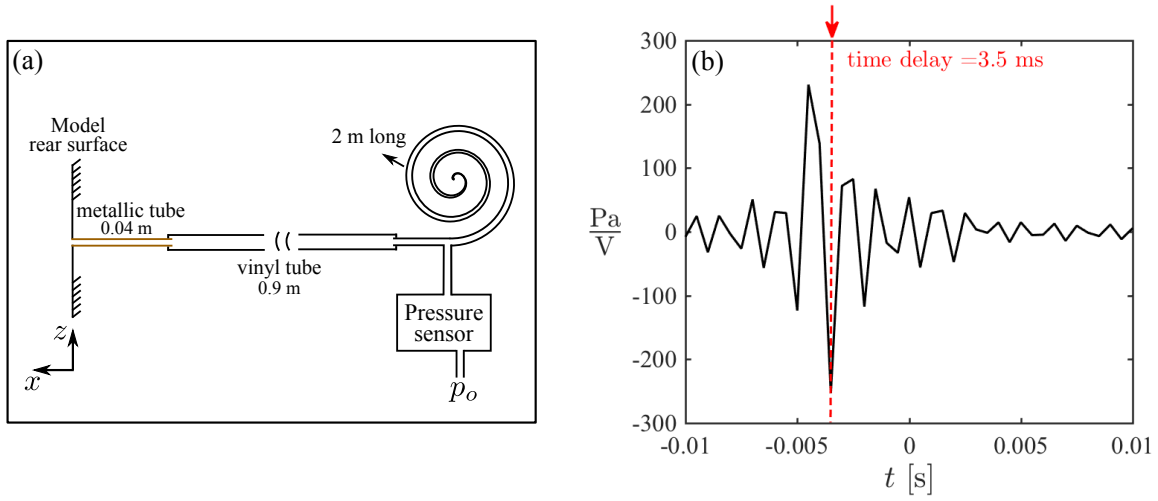 (a)
Model
rear surface
2 m long
metallic tube
0.04 m
vinyl tube
0.9 m
Pressure
sensor
z
x
p_o
(b)
time delay =3.5 ms
300
200
100
0
-100
-200
-300
Pa
V
-0.01
-0.005
0
0.005
0.01
t [s]